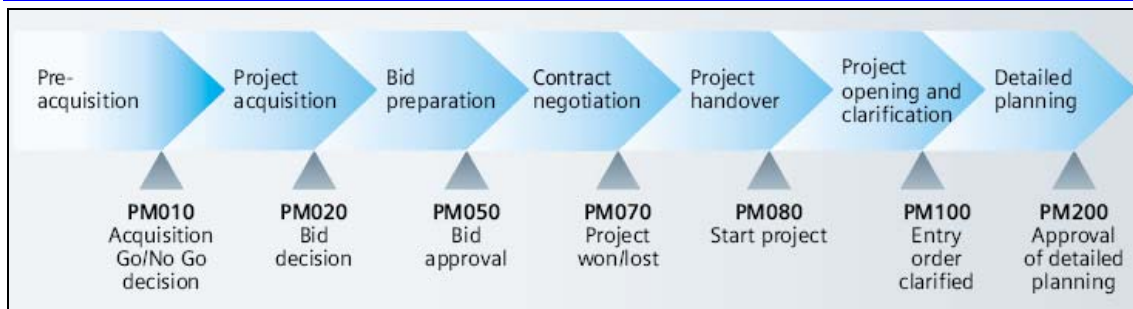 Pre-
acquisition
Project
acquisition
Bid
preparation
Contract
negotiation
Project
handover
Project
opening and
clarification
Detailed
planning
PM010
Acquisition
Go/No Go
decision
PM020
Bid
decision
PM050
Bid
approval
PM070
Project
won/lost
PM080
Start project
PM100
Entry
order
clarified
PM200
Approval
of detailed
planning